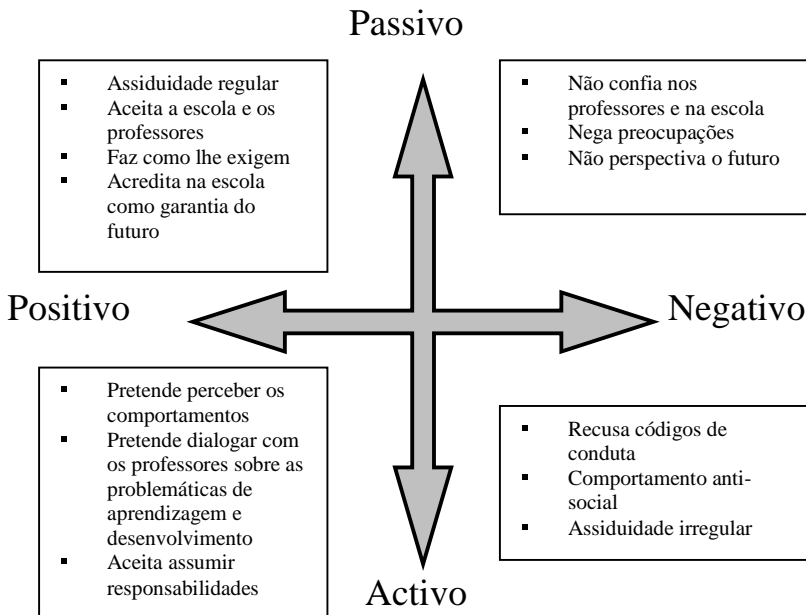 Passivo
▪ Assiduidade regular
▪ Aceita a escola e os
professores
▪ Faz como lhe exigem
▪ Acredita na escola
como garantia do
futuro
▪ Não confia nos
professores e na escola
▪ Nega preocupações
▪ Não perspectiva o futuro
Positivo
Negativo
▪ Pretende perceber os
comportamentos
▪ Pretende dialogar com
os professores sobre as
problemáticas de
aprendizagem e
desenvolvimento
▪ Aceita assumir
responsabilidades
▪ Recusa códigos de
conduta
▪ Comportamento anti-
social
▪ Assiduidade irregular
Activo